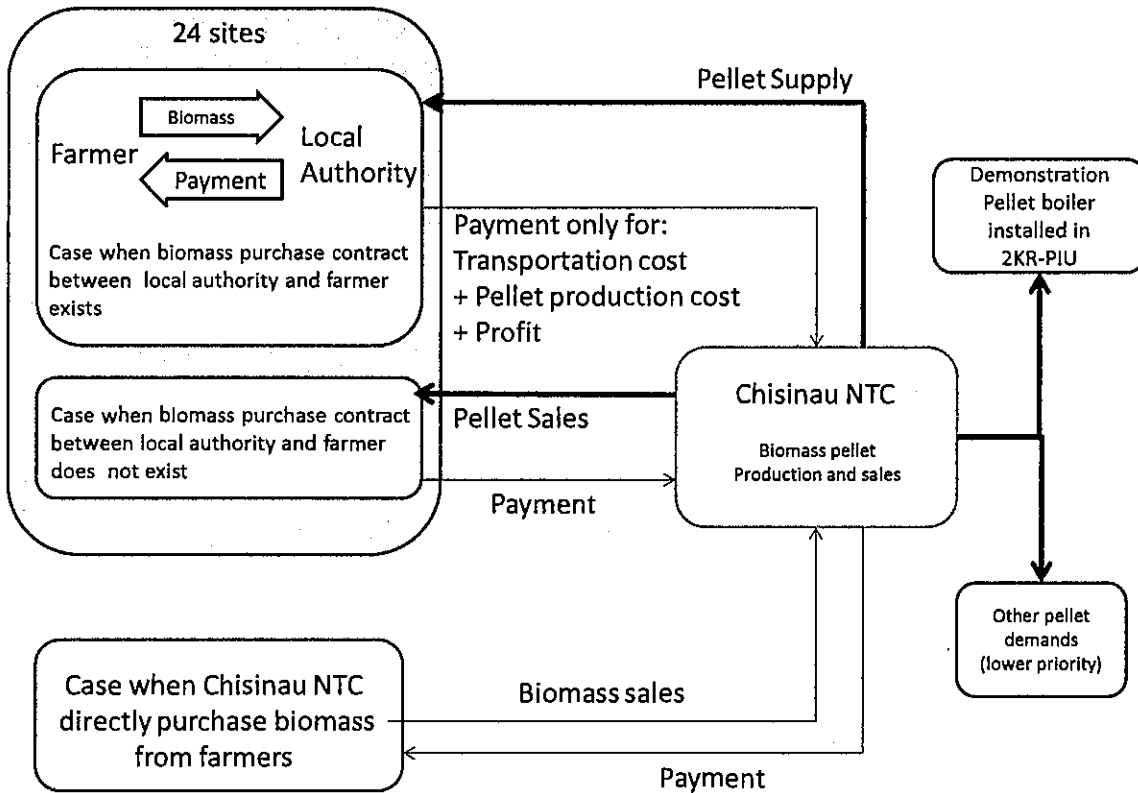 24 sites
Biomass
Farmer
Local
Authority
Payment
Case when biomass purchase contract
between local authority and farmer
exists
Pellet Supply
Payment only for:
Transportation cost
+ Pellet production cost
+ Profit
Demonstration
Pellet boiler
installed in
2KR-PIU
Case when biomass purchase contract
between local authority and farmer
does not exist
Pellet Sales
Payment
Chisinau NTC
Biomass pellet
Production and sales
Other pellet
demands
(lower priority)
Case when Chisinau NTC
directly purchase biomass
from farmers
Biomass sales
Payment